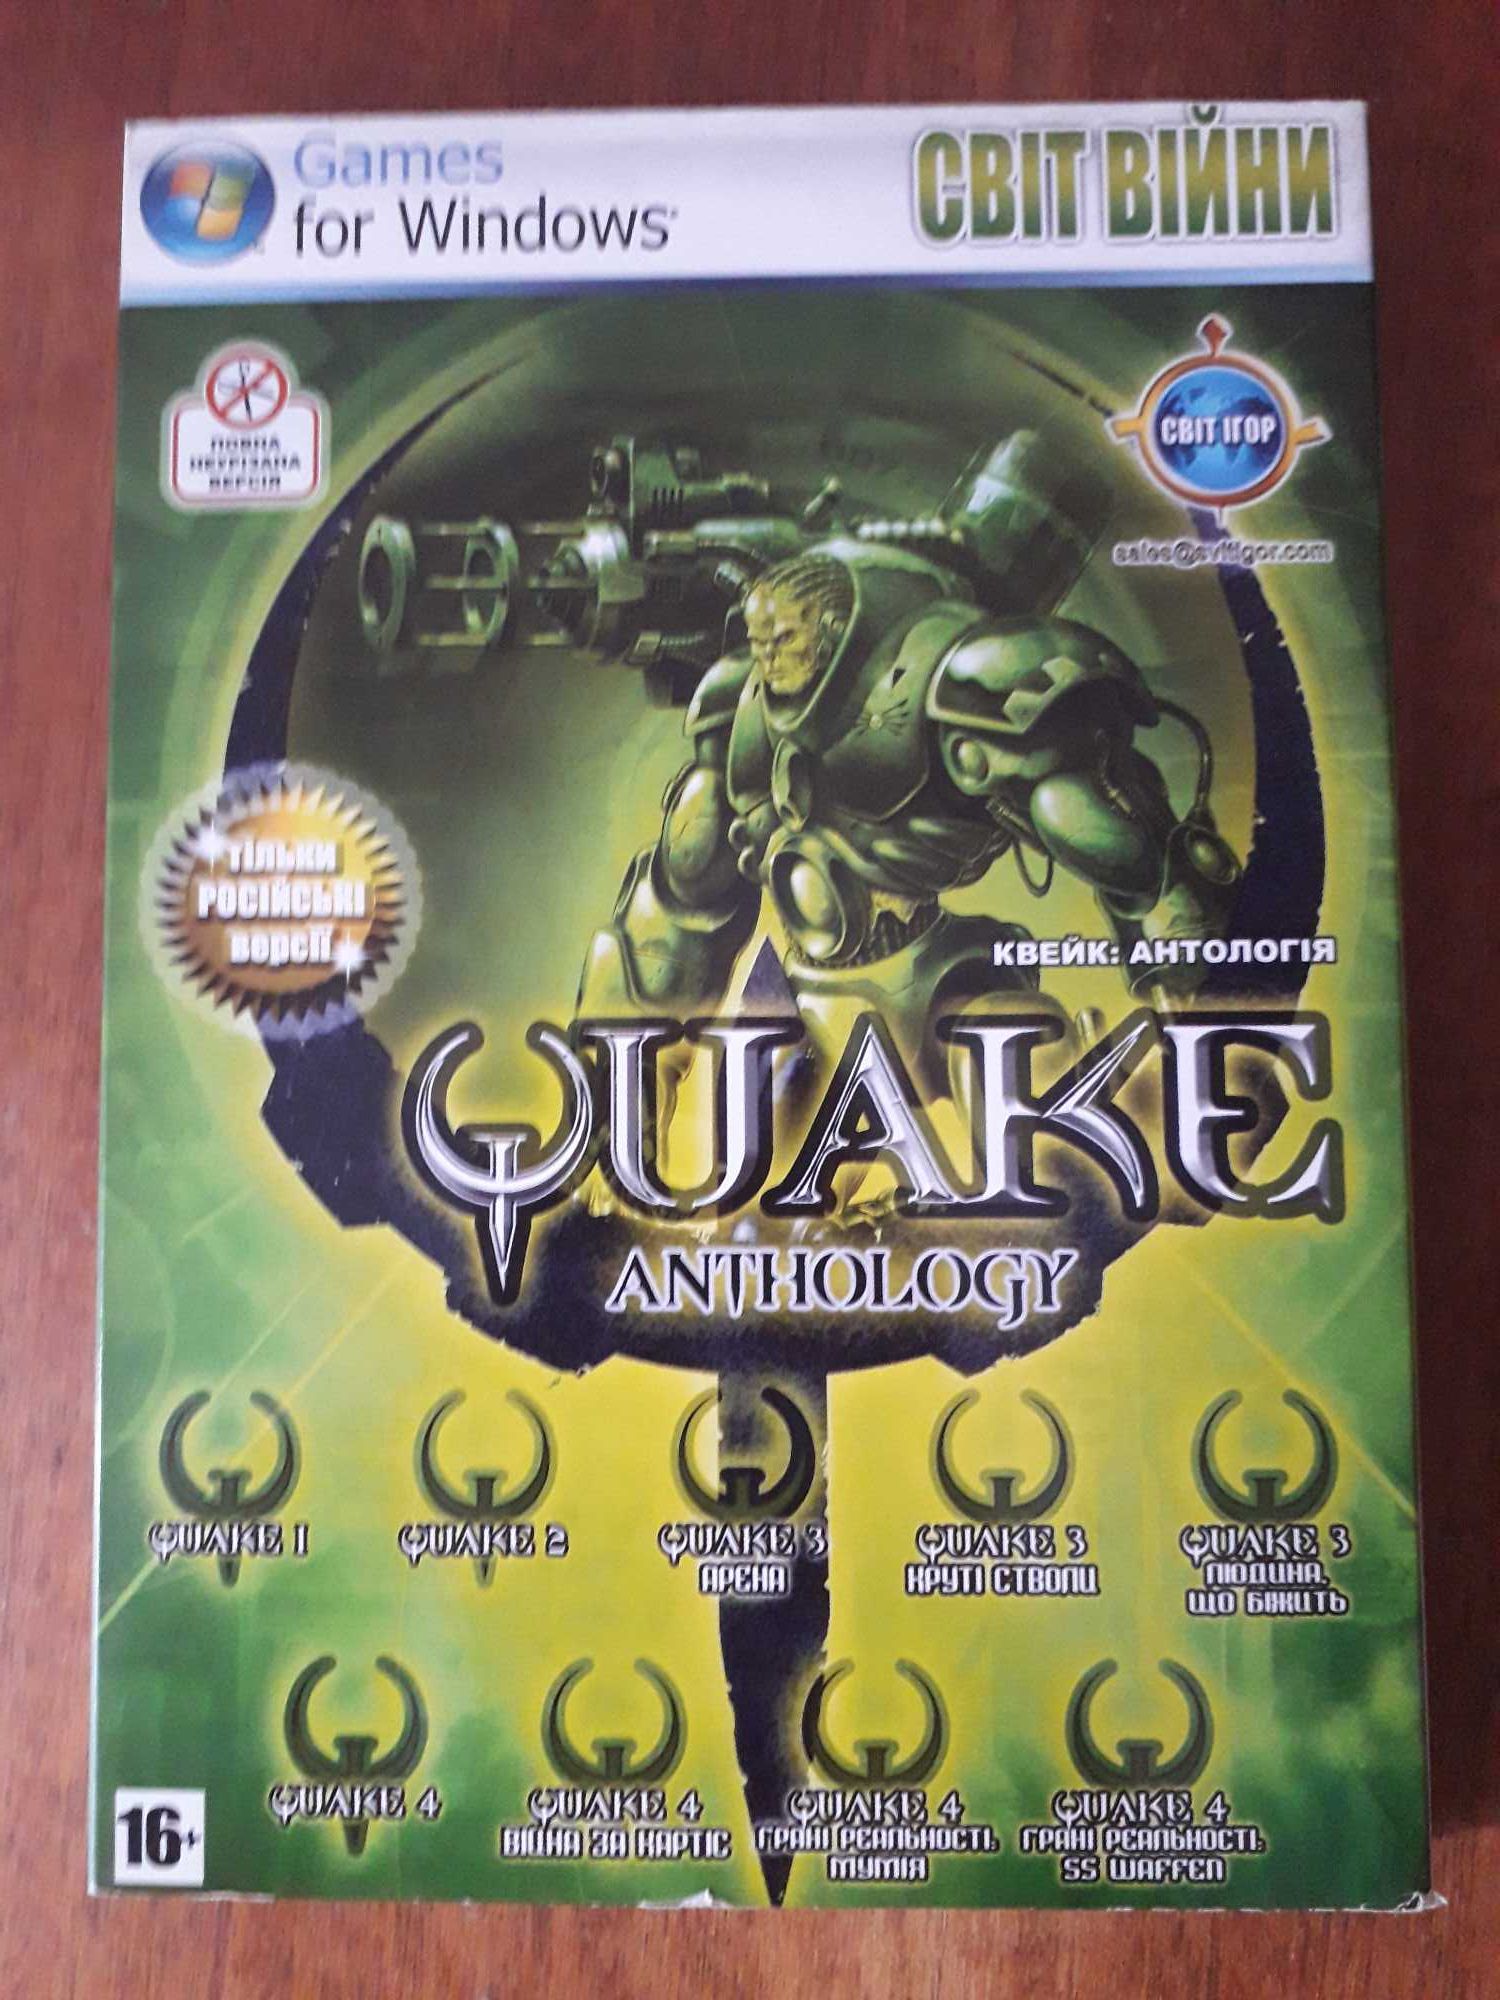 Games
for Windows
СВІТ ВІЙНИ
ПОВНА
НЕУРІЗАНА
ВЕРСІЯ
СВІТ ІГОР
sales@svitigor.com
тільки
РОСІЙСЬКІ
версії
КВЕЙК: АНТОЛОГІЯ
QUAKE
ANTHOLOGY
QUAKE 1
QUAKE 2
QUAKE 3
АРЕНА
QUAKE 3
КРУТІ СТВОЛИ
QUAKE 3
ЛЮДИНА,
ЩО БІЖИТЬ
QUAKE 4
QUAKE 4
ВІЙНА ЗА КАРТІС
QUAKE 4
ГРАНІ РЕАЛЬНОСТІ:
МУМІЯ
QUAKE 4
ГРАНІ РЕАЛЬНОСТІ:
SS WAFFEN
16+